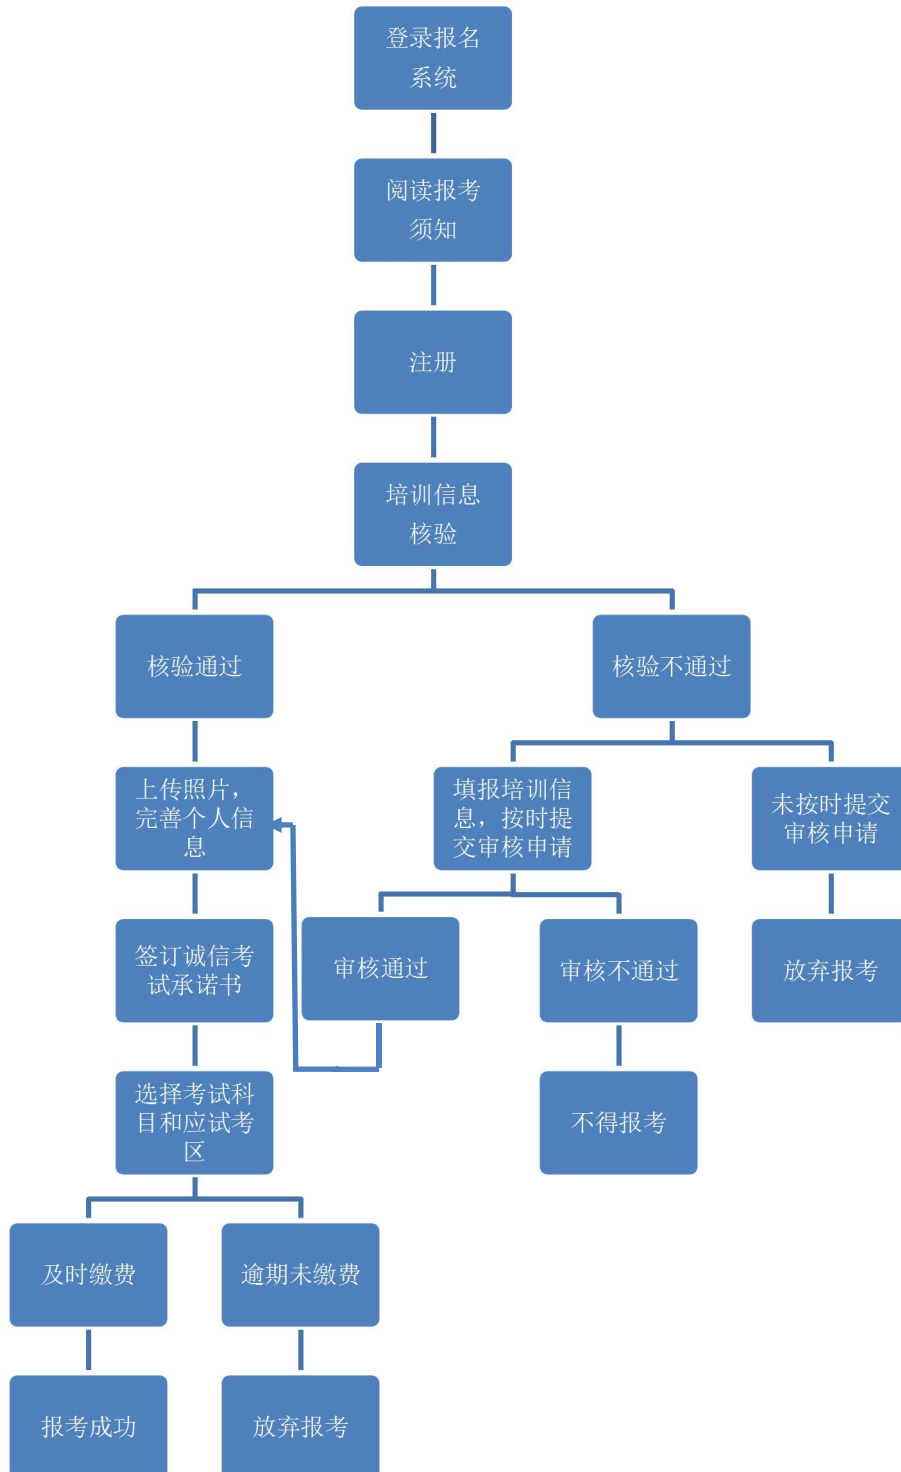 登录报名
系统
阅读报考
须知
注册
培训信息
核验
核验通过
核验不通过
上传照片，
完善个人信
息
填报培训信
息，按时提
交审核申请
未按时提交
审核申请
签订诚信考
试承诺书
审核通过
审核不通过
放弃报考
选择考试科
目和应试考
区
不得报考
及时缴费
逾期未缴费
报考成功
放弃报考